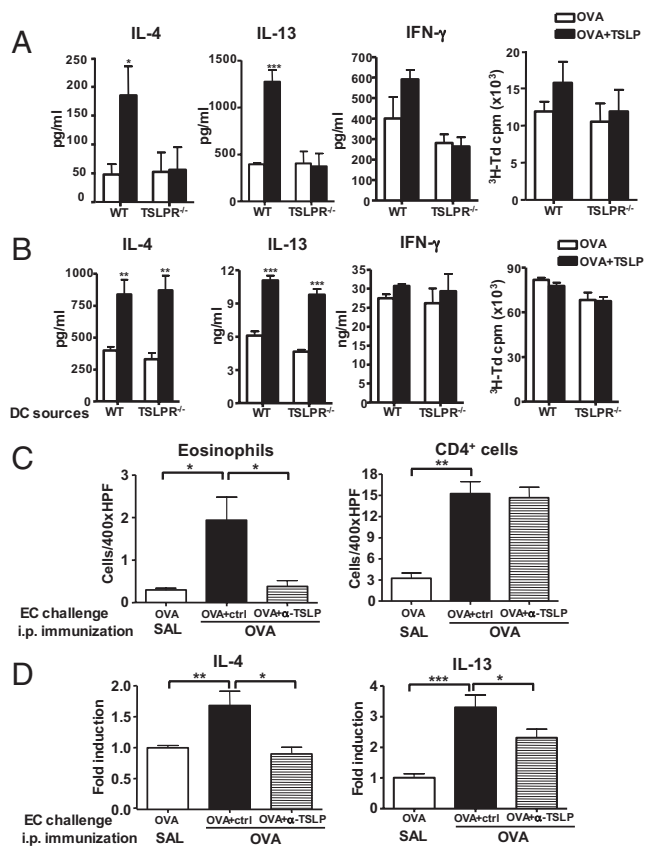 A
IL-4
IL-13
IFN-γ
OVA
OVA+TSLP
pg/ml
250
200
150
100
50
0
*
WT TSLPR-/-
pg/ml
1500
1000
500
0
***
WT TSLPR-/-
pg/ml
700
600
500
400
300
200
100
0
WT TSLPR-/-
³H-Td cpm (x10³)
20
15
10
5
0
WT TSLPR-/-
B
IL-4
IL-13
IFN-γ
OVA
OVA+TSLP
pg/ml
1000
750
500
250
0
** **
WT TSLPR-/-
ng/ml
12
9
6
3
0
*** ***
WT TSLPR-/-
ng/ml
35
30
25
20
15
10
5
0
WT TSLPR-/-
³H-Td cpm (x10³)
90
60
30
0
WT TSLPR-/-
DC sources
C
Eosinophils
Cells/400xHPF
3
2
1
0
* *
OVA OVA+ctrl OVA+α-TSLP
SAL OVA
CD4+ cells
Cells/400xHPF
18
15
12
9
6
3
0
**
OVA OVA+ctrl OVA+α-TSLP
SAL OVA
EC challenge
i.p. immunization
D
IL-4
Fold induction
2.0
1.5
1.0
0.5
0.0
** *
OVA OVA+ctrl OVA+α-TSLP
SAL OVA
IL-13
Fold induction
4
3
2
1
0
*** *
OVA OVA+ctrl OVA+α-TSLP
SAL OVA
EC challenge
i.p. immunization